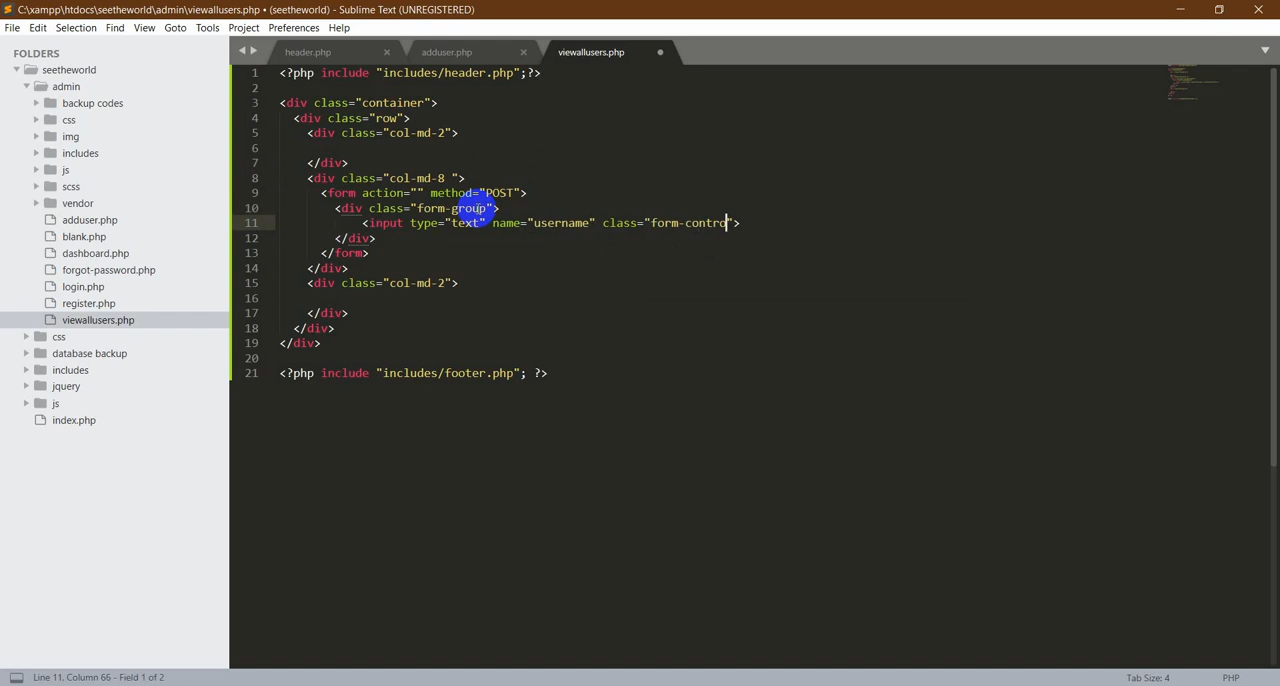 C:\xampp\htdocs\seetheworld\admin\viewallusers.php • (seetheworld) - Sublime Text (UNREGISTERED)
File Edit Selection Find View Goto Tools Project Preferences Help
FOLDERS
seetheworld
admin
backup codes
css
img
includes
js
scss
vendor
adduser.php
blank.php
dashboard.php
forgot-password.php
login.php
register.php
viewallusers.php
css
database backup
includes
jquery
js
index.php
header.php adduser.php viewallusers.php
1 <?php include "includes/header.php";?>
2
3 <div class="container">
4 <div class="row">
5 <div class="col-md-2">
6
7 </div>
8 <div class="col-md-8 ">
9 <form action="" method="POST">
10 <div class="form-group">
11 <input type="text" name="username" class="form-contro">
12 </div>
13 </form>
14 </div>
15 <div class="col-md-2">
16
17 </div>
18 </div>
19 </div>
20
21 <?php include "includes/footer.php"; ?>
Line 11, Column 66 - Field 1 of 2 Tab Size: 4 PHP